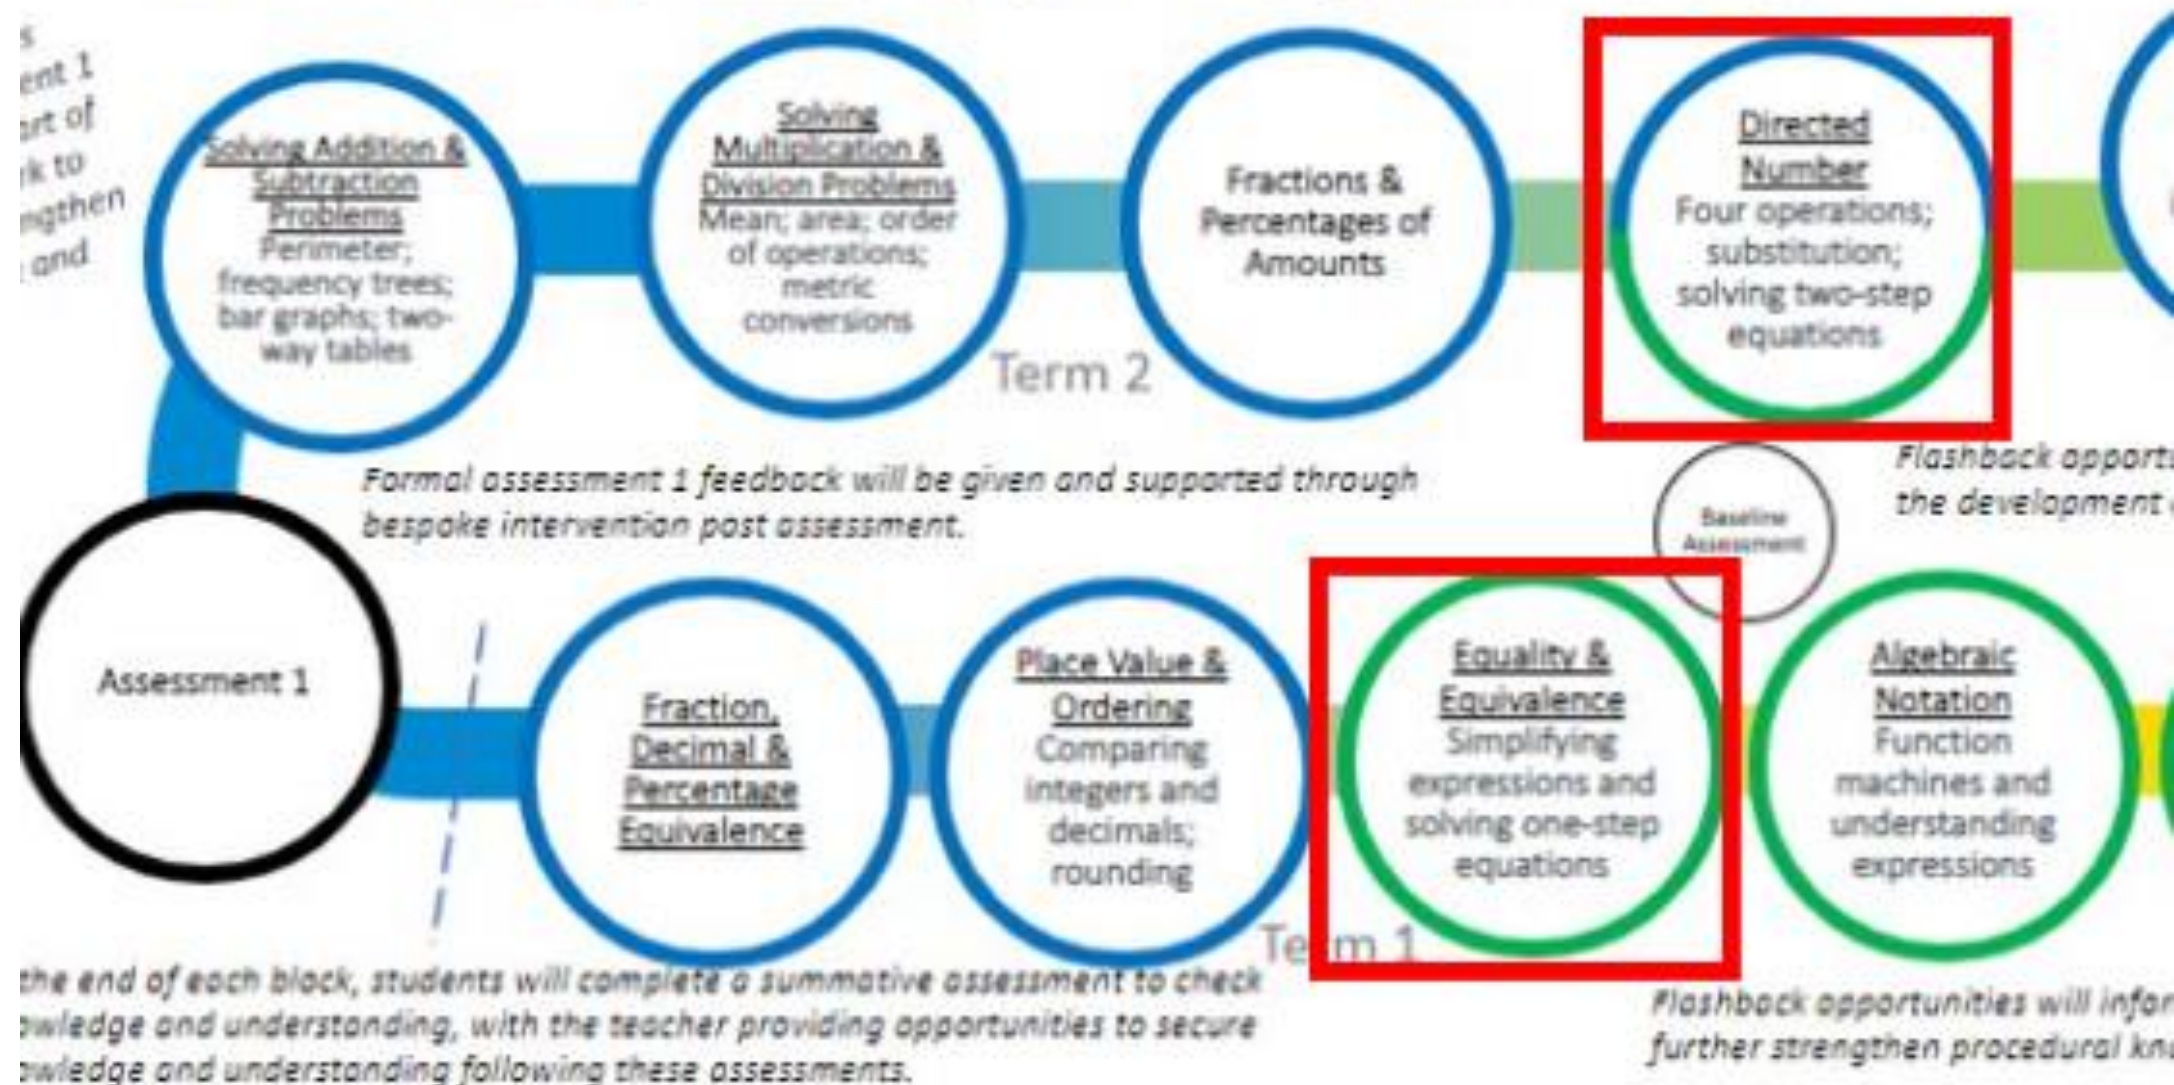 s
ent 1
art of
rk to
ngthen
and
Solving Addition &
Subtraction
Problems
Perimeter;
frequency trees;
bar graphs; two-
way tables
Solving
Multiplication &
Division Problems
Mean; area; order
of operations;
metric
conversions
Fractions &
Percentages of
Amounts
Directed
Number
Four operations;
substitution;
solving two-step
equations
Term 2
Formal assessment 1 feedback will be given and supported through
bespoke intervention post assessment.
Baseline
Assessment
Flashback opportu
the development
Assessment 1
Fraction,
Decimal &
Percentage
Equivalence
Place Value &
Ordering
Comparing
integers and
decimals;
rounding
Equality &
Equivalence
Simplifying
expressions and
solving one-step
equations
Algebraic
Notation
Function
machines and
understanding
expressions
Term 1
the end of each block, students will complete a summative assessment to check
owledge and understanding, with the teacher providing opportunities to secure
owledge and understanding following these assessments.
Flashback opportunities will infor
further strengthen procedural kno